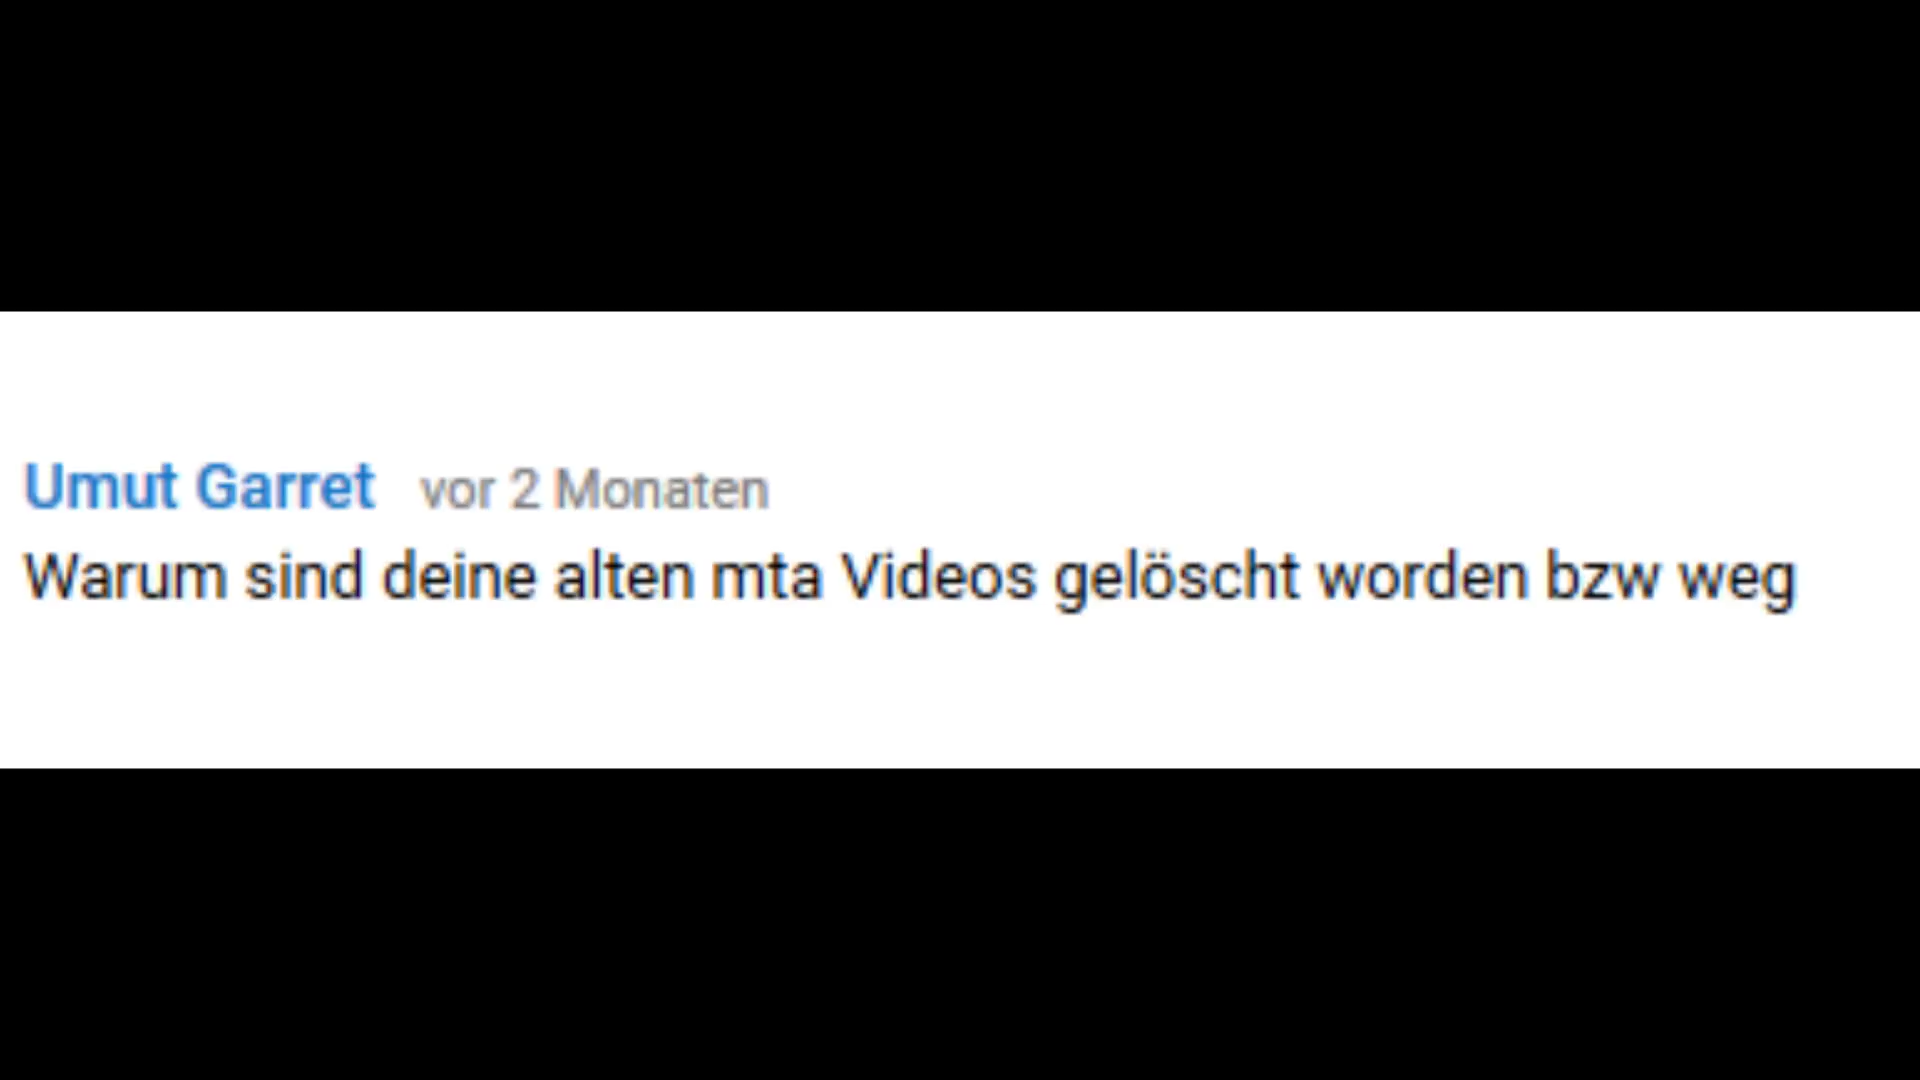 Umut Garret vor 2 Monaten
Warum sind deine alten mta Videos gelöscht worden bzw weg